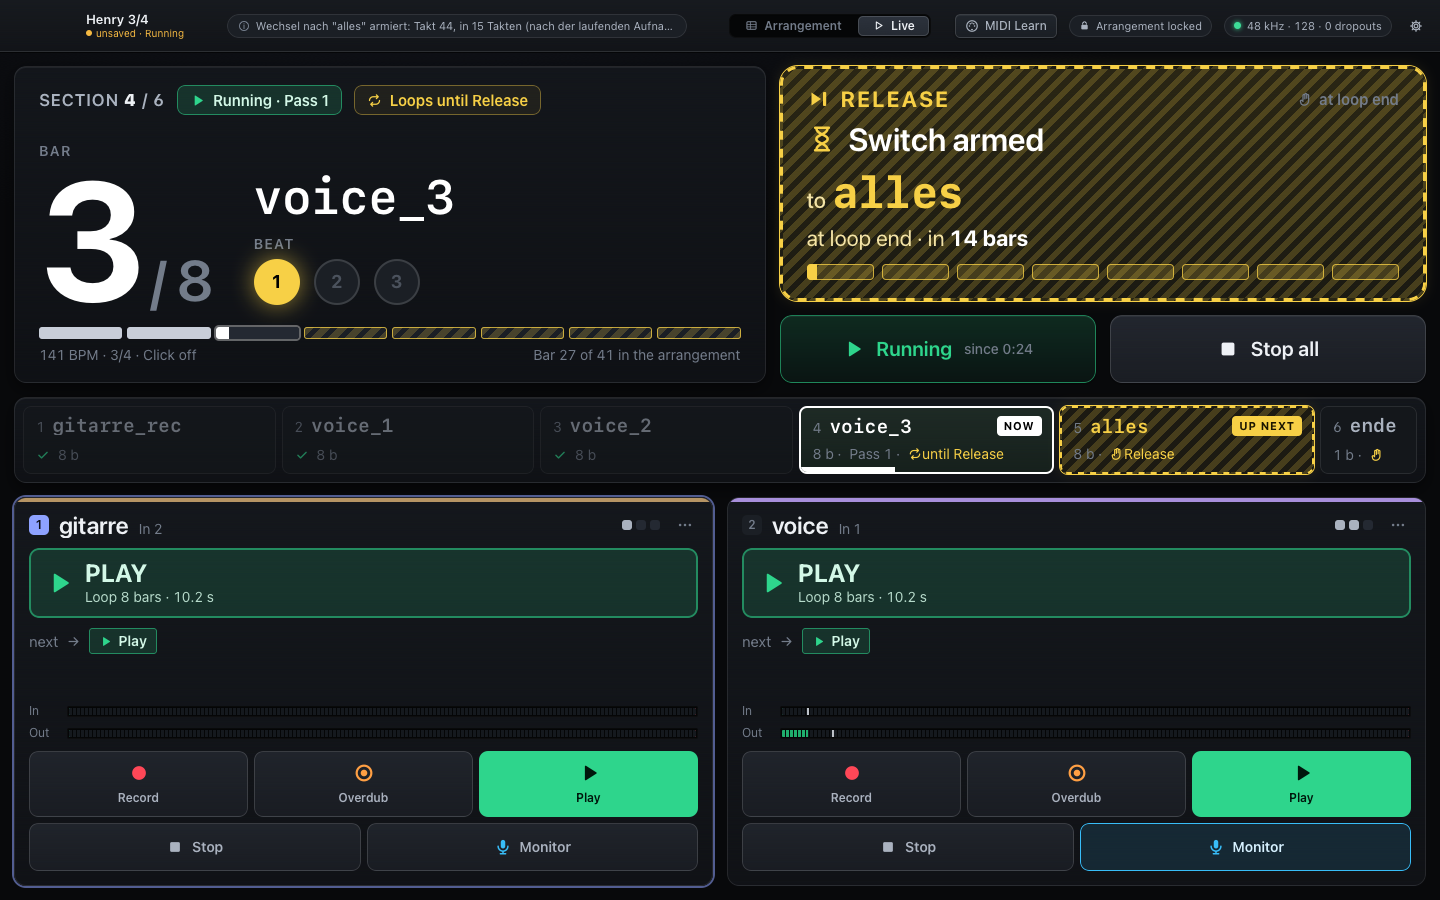 Henry 3/4
unsaved · Running
Wechsel nach "alles" armiert: Takt 44, in 15 Takten (nach der laufenden Aufna...
Arrangement
Live
MIDI Learn
Arrangement locked
48 kHz · 128 · 0 dropouts
SECTION 4 / 6
Running · Pass 1
Loops until Release
BAR
3 / 8
voice_3
BEAT
1 2 3
141 BPM · 3/4 · Click off
Bar 27 of 41 in the arrangement
RELEASE
at loop end
Switch armed
to alles
at loop end · in 14 bars
Running since 0:24
Stop all
1 gitarre_rec
8 b
2 voice_1
8 b
3 voice_2
8 b
4 voice_3 NOW
8 b · Pass 1 · until Release
5 alles UP NEXT
8 b · Release
6 ende
1 b ·
1 gitarre In 2
PLAY
Loop 8 bars · 10.2 s
next → Play
In
Out
Record
Overdub
Play
Stop
Monitor
2 voice In 1
PLAY
Loop 8 bars · 10.2 s
next → Play
In
Out
Record
Overdub
Play
Stop
Monitor